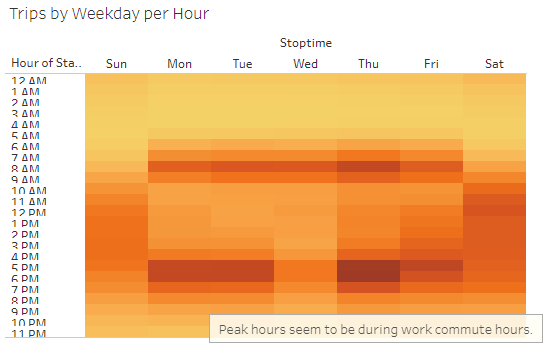 Trips by Weekday per Hour
Stoptime
Hour of Sta.. Sun Mon Tue Wed Thu Fri Sat
12 AM
1 AM
2 AM
3 AM
4 AM
5 AM
6 AM
7 AM
8 AM
9 AM
10 AM
11 AM
12 PM
1 PM
2 PM
3 PM
4 PM
5 PM
6 PM
7 PM
8 PM
9 PM
10 PM
11 PM
Peak hours seem to be during work commute hours.